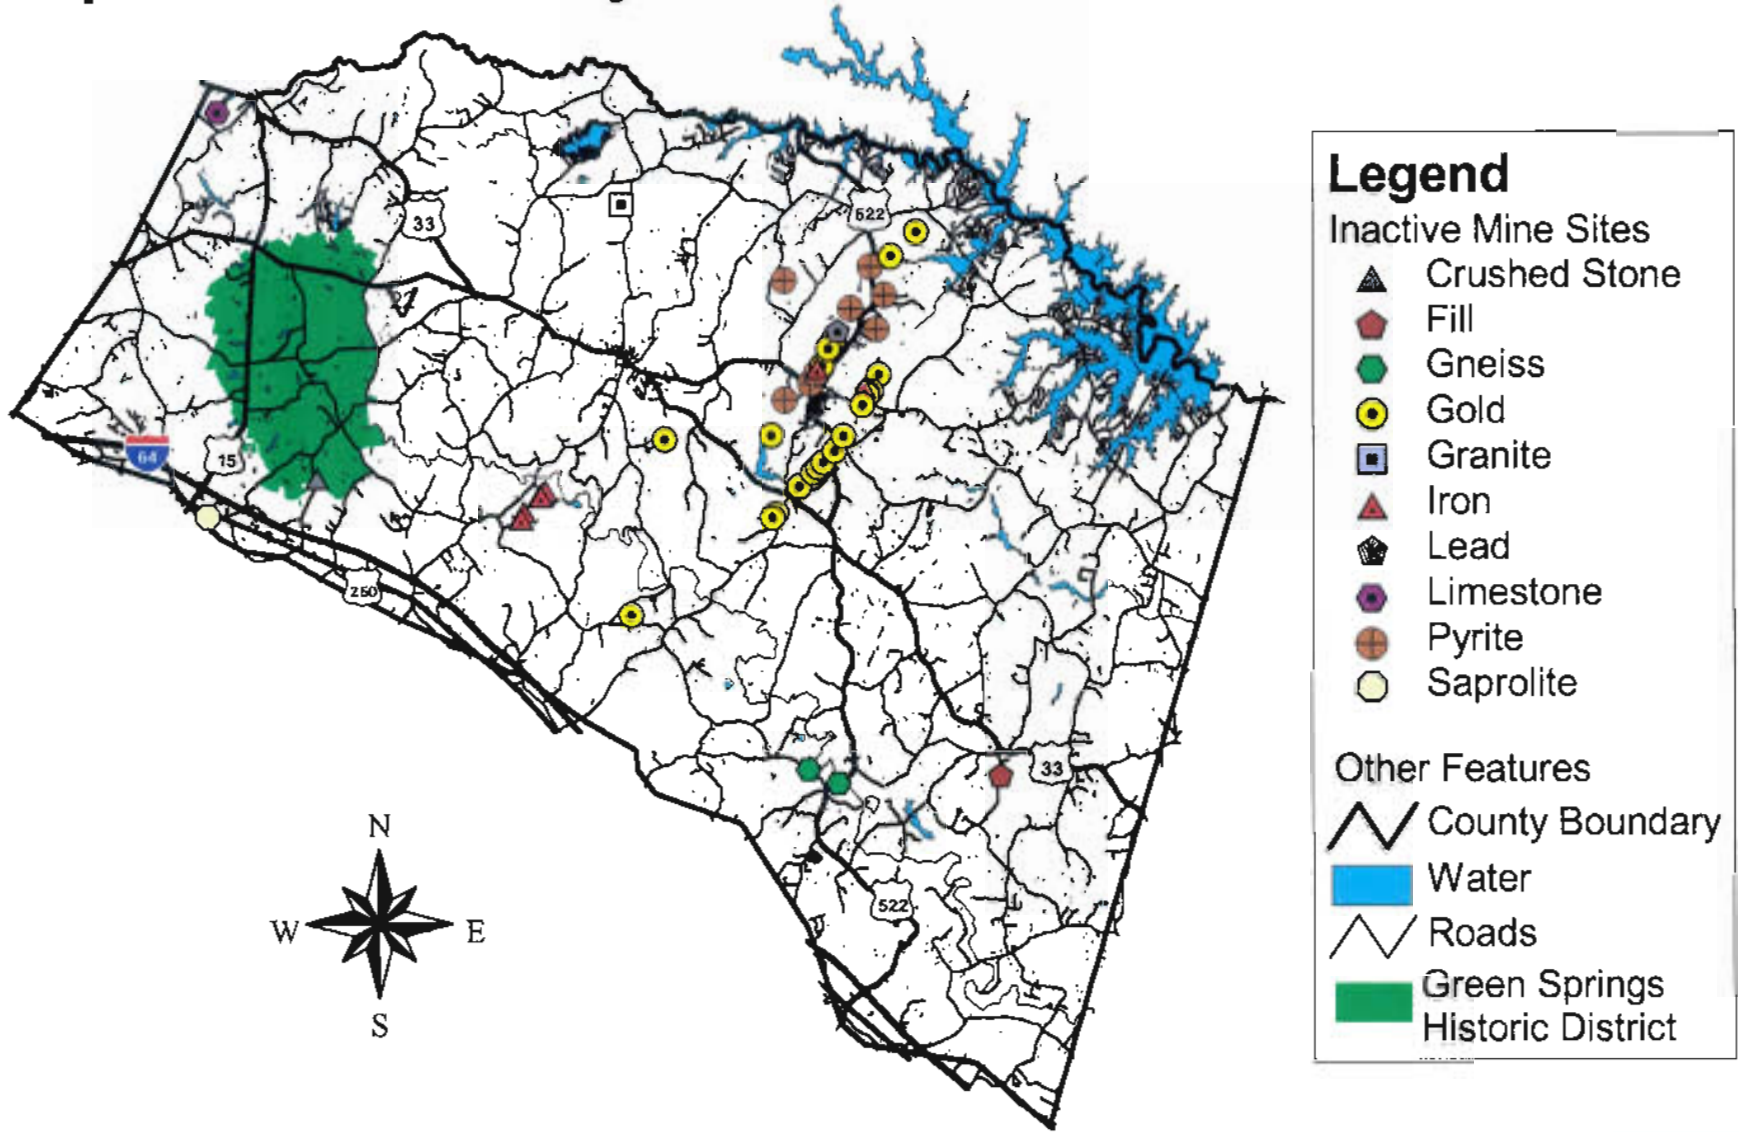 522
33
22
64
15
250
33
522
N
W
E
S
Legend
Inactive Mine Sites
Crushed Stone
Fill
Gneiss
Gold
Granite
Iron
Lead
Limestone
Pyrite
Saprolite
Other Features
County Boundary
Water
Roads
Green Springs
Historic District